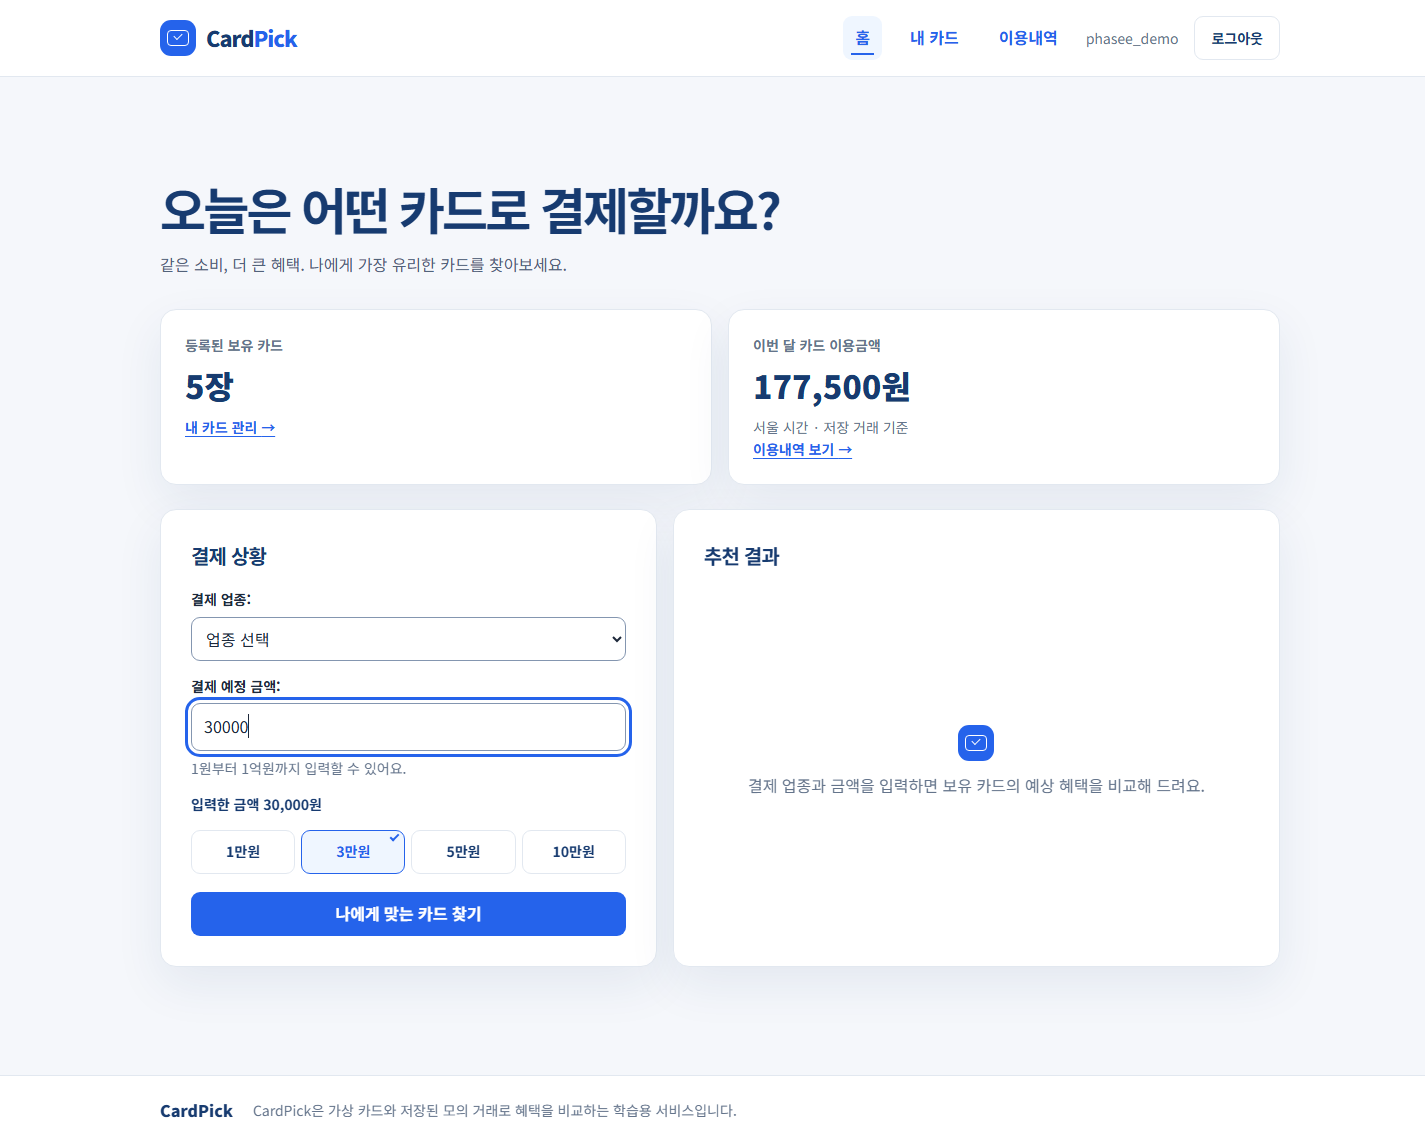 CardPick
홈
내 카드
이용내역
phasee_demo
로그아웃
오늘은 어떤 카드로 결제할까요?
같은 소비, 더 큰 혜택. 나에게 가장 유리한 카드를 찾아보세요.
등록된 보유 카드
5장
내 카드 관리 →
이번 달 카드 이용금액
177,500원
서울 시간 · 저장 거래 기준
이용내역 보기 →
결제 상황
결제 업종:
업종 선택
결제 예정 금액:
30000
1원부터 1억원까지 입력할 수 있어요.
입력한 금액 30,000원
1만원
3만원
5만원
10만원
나에게 맞는 카드 찾기
추천 결과
결제 업종과 금액을 입력하면 보유 카드의 예상 혜택을 비교해 드려요.
CardPick
CardPick은 가상 카드와 저장된 모의 거래로 혜택을 비교하는 학습용 서비스입니다.